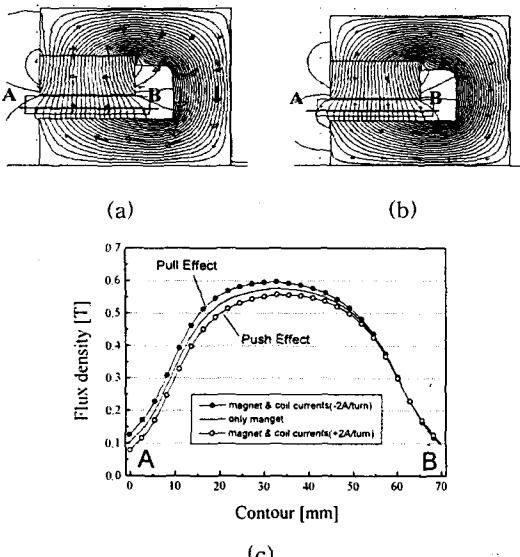 A B
A B
(a) (b)
0.7
0.6
0.5
0.4
0.3
0.2
0.1
0.0
Flux density [T]
Pull Effect
Push Effect
magnet & coil currents(-2A/turn)
only manget
magnet & coil currents(+2A/turn)
A B
0 10 20 30 40 50 60 70
Contour [mm]
(c)